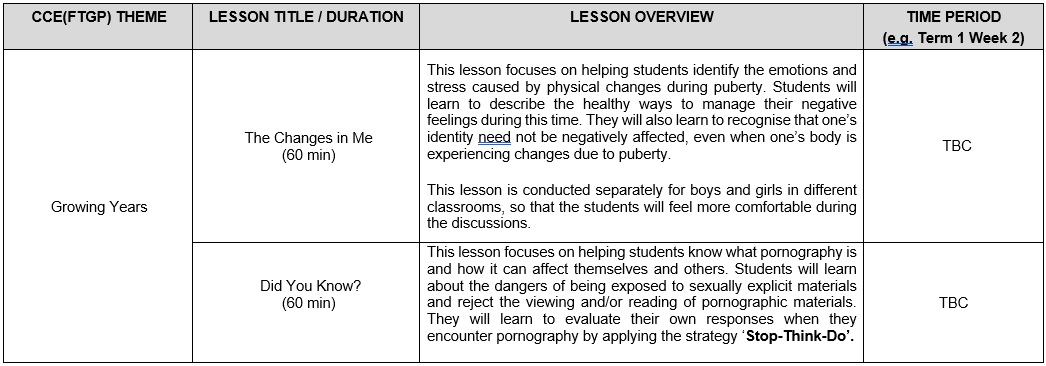 CCE(FTGP) THEME
LESSON TITLE / DURATION
LESSON OVERVIEW
TIME PERIOD
(e.g. Term 1 Week 2)
Growing Years
The Changes in Me
(60 min)
This lesson focuses on helping students identify the emotions and
stress caused by physical changes during puberty. Students will
learn to describe the healthy ways to manage their negative
feelings during this time. They will also learn to recognise that one’s
identity need not be negatively affected, even when one’s body is
experiencing changes due to puberty.
This lesson is conducted separately for boys and girls in different
classrooms, so that the students will feel more comfortable during
the discussions.
TBC
Did You Know?
(60 min)
This lesson focuses on helping students know what pornography is
and how it can affect themselves and others. Students will learn
about the dangers of being exposed to sexually explicit materials
and reject the viewing and/or reading of pornographic materials.
They will learn to evaluate their own responses when they
encounter pornography by applying the strategy ‘Stop-Think-Do’.
TBC